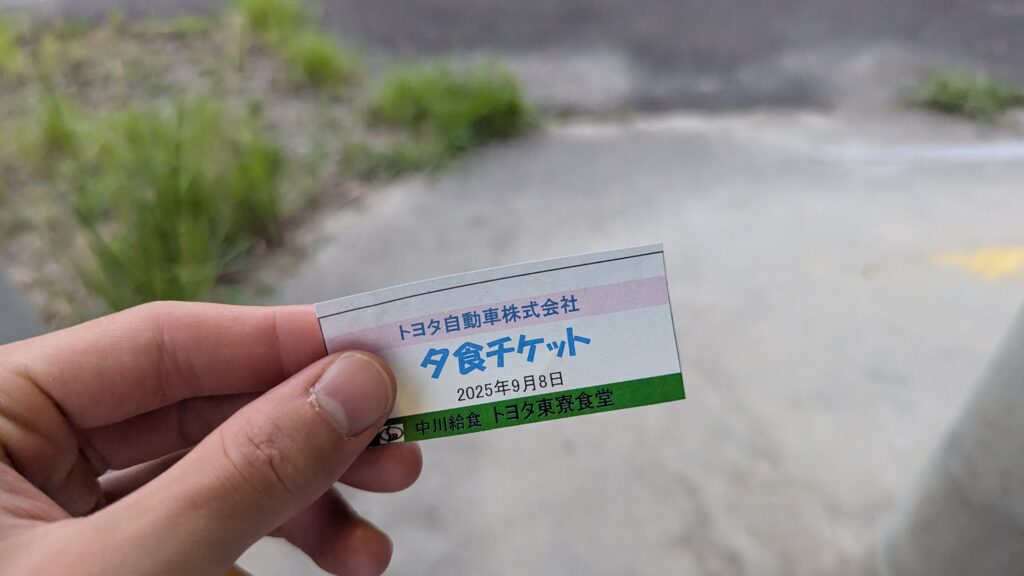 トヨタ自動車株式会社
夕食チケット
2025年9月8日
中川給食 トヨタ東寮食堂